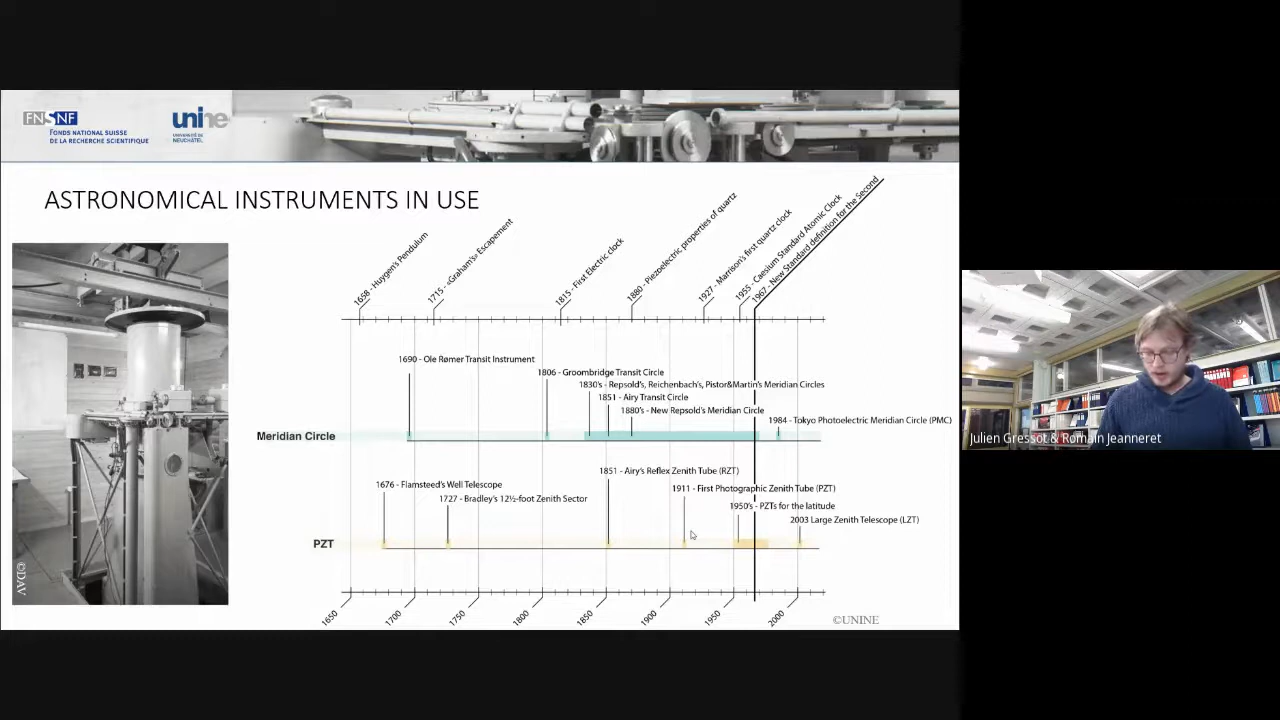 FNSNF
FONDS NATIONAL SUISSE
DE LA RECHERCHE SCIENTIFIQUE
unine
UNIVERSITÉ DE
NEUCHÂTEL
ASTRONOMICAL INSTRUMENTS IN USE
1658 - Huygen's Pendulum
1715 - «Graham's» Escapement
1815 - First Electric clock
1880 - Piezoelectric properties of quartz
1927 - Marrison's first quartz clock
1955 - Caesium Standard Atomic Clock
1967 - New Standard definition for the Second
1690 - Ole Rømer Transit Instrument
1806 - Groombridge Transit Circle
1830's - Repsold's, Reichenbach's, Pistor&Martin's Meridian Circles
1851 - Airy Transit Circle
1880's - New Repsold's Meridian Circle
1984 - Tokyo Photoelectric Meridian Circle (PMC)
Meridian Circle
1851 - Airy's Reflex Zenith Tube (RZT)
1676 - Flamsteed's Well Telescope
1911 - First Photographic Zenith Tube (PZT)
1727 - Bradley's 12½-foot Zenith Sector
1950's - PZTs for the latitude
2003 Large Zenith Telescope (LZT)
PZT
1650
1700
1750
1800
1850
1900
1950
2000
©DAV
©UNINE
Julien Gressot & Romain Jeanneret